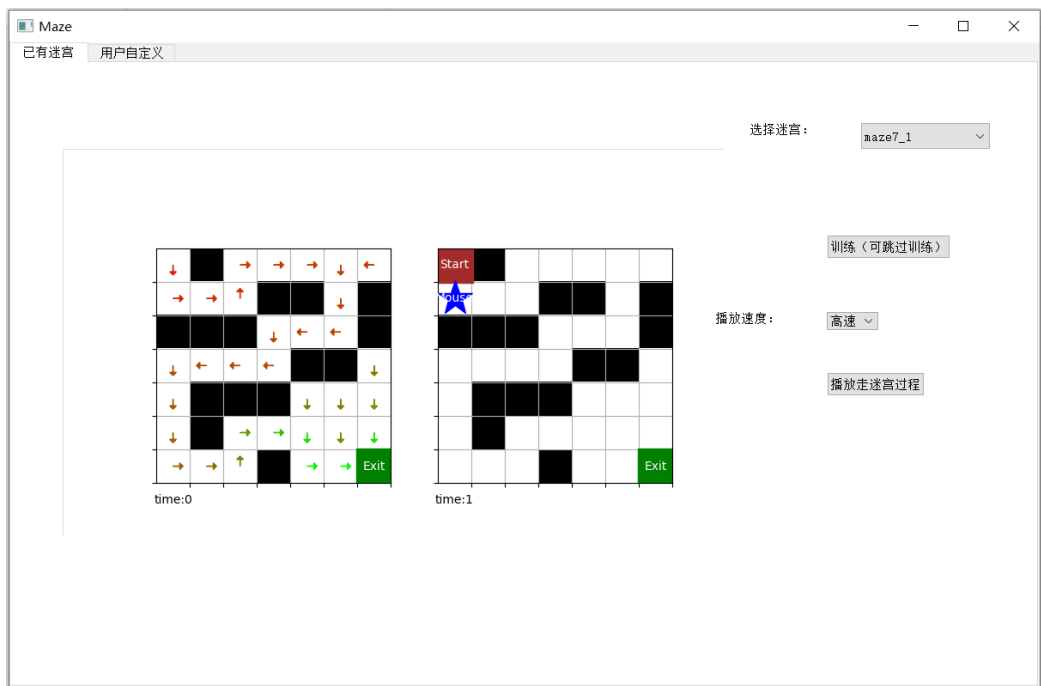 Maze
已有迷宫 用户自定义
选择迷宫： maze7_1
训练（可跳过训练）
播放速度： 高速
播放走迷宫过程
Start
Exit
time:0
Exit
time:1